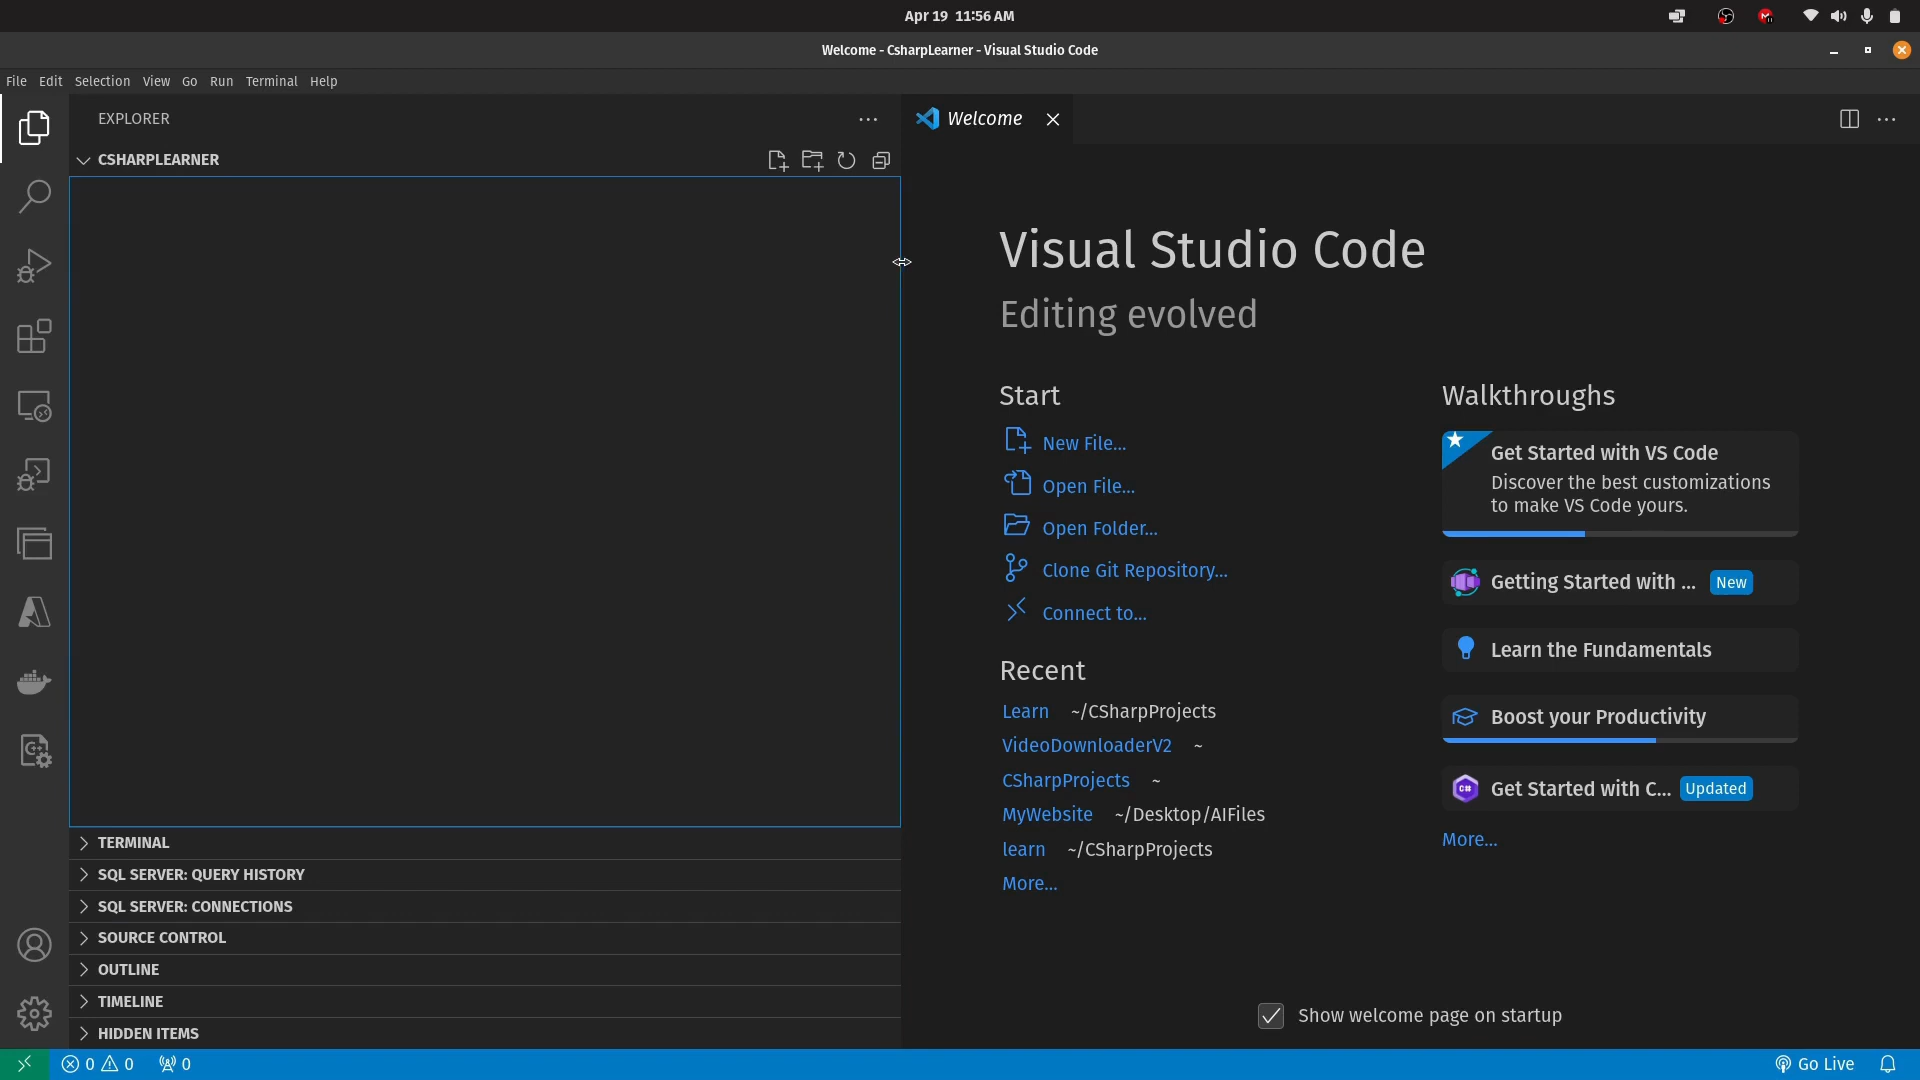 Apr 19 11:56 AM
Welcome - CsharpLearner - Visual Studio Code
File Edit Selection View Go Run Terminal Help
EXPLORER
CSHARPLEARNER
TERMINAL
SQL SERVER: QUERY HISTORY
SQL SERVER: CONNECTIONS
SOURCE CONTROL
OUTLINE
TIMELINE
HIDDEN ITEMS
Welcome
Visual Studio Code
Editing evolved
Start
New File...
Open File...
Open Folder...
Clone Git Repository...
Connect to...
Recent
Learn ~/CSharpProjects
VideoDownloaderV2 ~
CSharpProjects ~
MyWebsite ~/Desktop/AIFiles
learn ~/CSharpProjects
More...
Walkthroughs
Get Started with VS Code
Discover the best customizations
to make VS Code yours.
Getting Started with ... New
Learn the Fundamentals
Boost your Productivity
Get Started with C... Updated
More...
Show welcome page on startup
0 0 0
Go Live